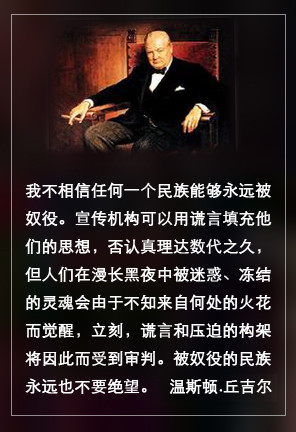 我不相信任何一个民族能够永远被
奴役。宣传机构可以用谎言填充他
们的思想，否认真理达数代之久，
但人们在漫长黑夜中被迷惑、冻结
的灵魂会由于不知来自何处的火花
而觉醒，立刻，谎言和压迫的构架
将因此而受到审判。被奴役的民族
永远也不要绝望。 温斯顿.丘吉尔